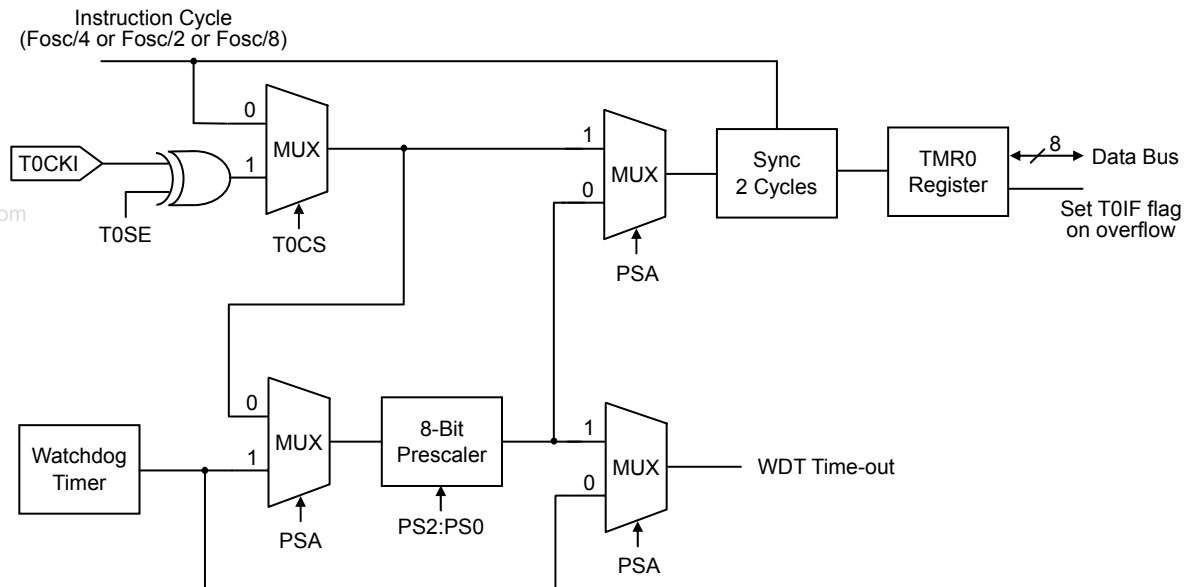 Instruction Cycle
(Fosc/4 or Fosc/2 or Fosc/8)
0
T0CKI
1
MUX
T0SE
T0CS
1
0
MUX
PSA
Sync
2 Cycles
TMR0
Register
8
Data Bus
Set T0IF flag
on overflow
om
0
Watchdog
Timer
1
MUX
PSA
8-Bit
Prescaler
PS2:PS0
1
0
MUX
PSA
WDT Time-out